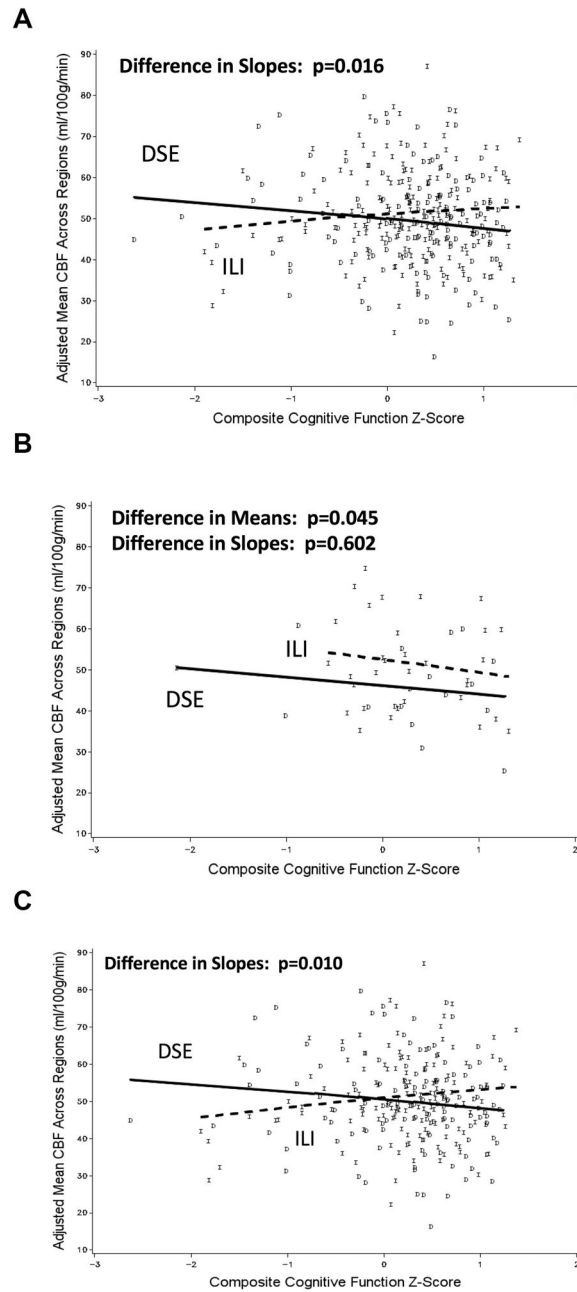 A
Difference in Slopes: p=0.016
Adjusted Mean CBF Across Regions (ml/100g/min)
90
80
70
60
50
40
30
20
10
DSE
ILI
−3
−2
−1
0
1
2
Composite Cognitive Function Z-Score
B
Difference in Means: p=0.045
Difference in Slopes: p=0.602
Adjusted Mean CBF Across Regions (ml/100g/min)
90
80
70
60
50
40
30
20
10
ILI
DSE
−3
−2
−1
0
1
2
Composite Cognitive Function Z-Score
C
Difference in Slopes: p=0.010
Adjusted Mean CBF Across Regions (ml/100g/min)
90
80
70
60
50
40
30
20
10
DSE
ILI
−3
−2
−1
0
1
2
Composite Cognitive Function Z-Score